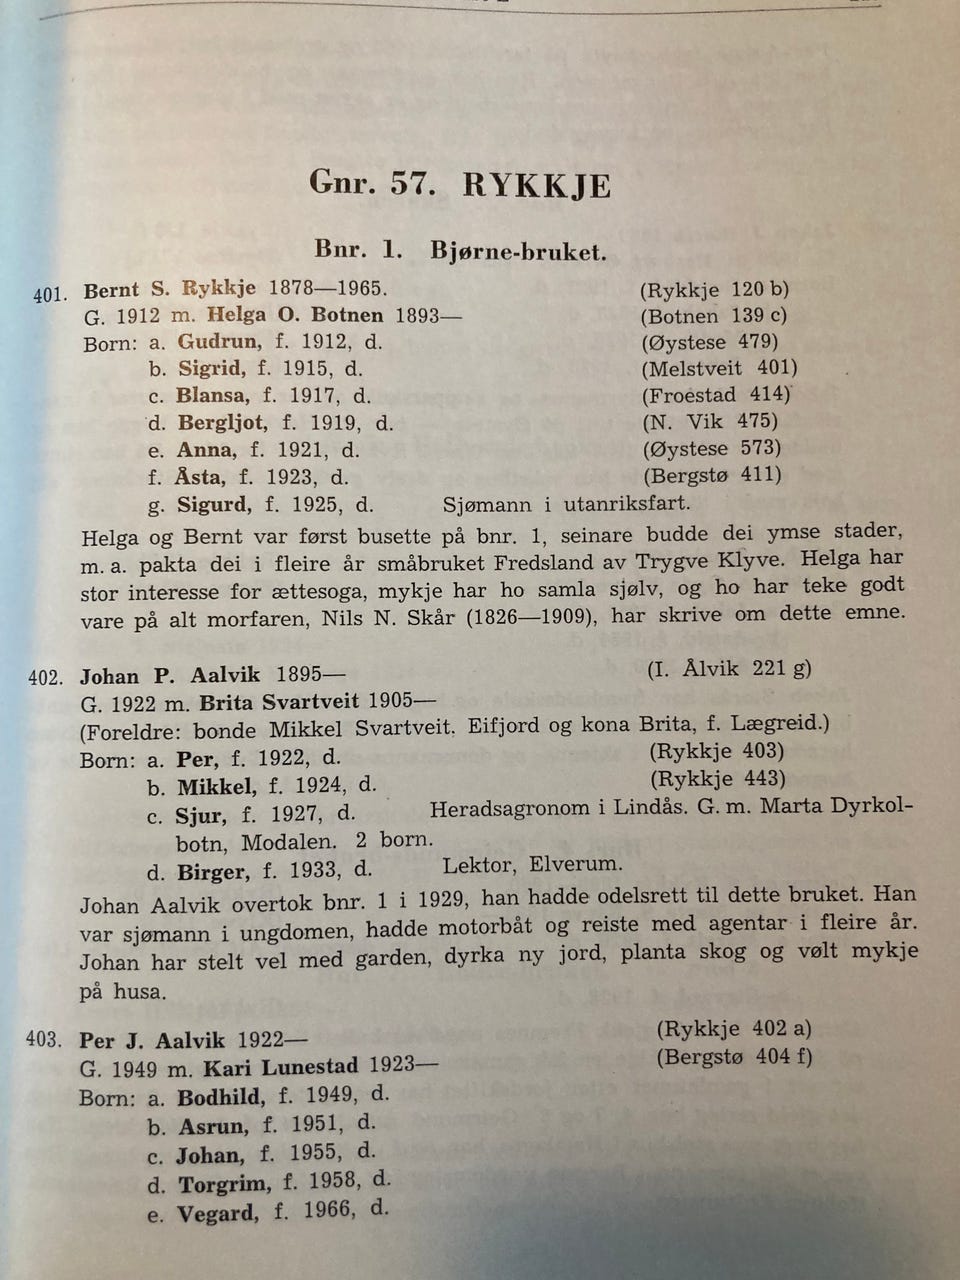 Gnr. 57. RYKKJE
Bnr. 1. Bjørne-bruket.
401. Bernt S. Rykkje 1878—1965. (Rykkje 120 b)
G. 1912 m. Helga O. Botnen 1893— (Botnen 139 c)
Born: a. Gudrun, f. 1912, d. (Øystese 479)
b. Sigrid, f. 1915, d. (Melstveit 401)
c. Blansa, f. 1917, d. (Froestad 414)
d. Bergljot, f. 1919, d. (N. Vik 475)
e. Anna, f. 1921, d. (Øystese 573)
f. Åsta, f. 1923, d. (Bergstø 411)
g. Sigurd, f. 1925, d. Sjømann i utanriksfart.
Helga og Bernt var først busette på bnr. 1, seinare budde dei ymse stader,
m. a. pakta dei i fleire år småbruket Fredsland av Trygve Klyve. Helga har
stor interesse for ættesoga, mykje har ho samla sjølv, og ho har teke godt
vare på alt morfaren, Nils N. Skår (1826—1909), har skrive om dette emne.
402. Johan P. Aalvik 1895— (I. Ålvik 221 g)
G. 1922 m. Brita Svartveit 1905—
(Foreldre: bonde Mikkel Svartveit, Eifjord og kona Brita, f. Lægreid.)
Born: a. Per, f. 1922, d. (Rykkje 403)
b. Mikkel, f. 1924, d. (Rykkje 443)
c. Sjur, f. 1927, d. Heradsagronom i Lindås. G. m. Marta Dyrkol-
botn, Modalen. 2 born.
d. Birger, f. 1933, d. Lektor, Elverum.
Johan Aalvik overtok bnr. 1 i 1929, han hadde odelsrett til dette bruket. Han
var sjømann i ungdomen, hadde motorbåt og reiste med agentar i fleire år.
Johan har stelt vel med garden, dyrka ny jord, planta skog og vølt mykje
på husa.
403. Per J. Aalvik 1922— (Rykkje 402 a)
G. 1949 m. Kari Lunestad 1923— (Bergstø 404 f)
Born: a. Bodhild, f. 1949, d.
b. Asrun, f. 1951, d.
c. Johan, f. 1955, d.
d. Torgrim, f. 1958, d.
e. Vegard, f. 1966, d.